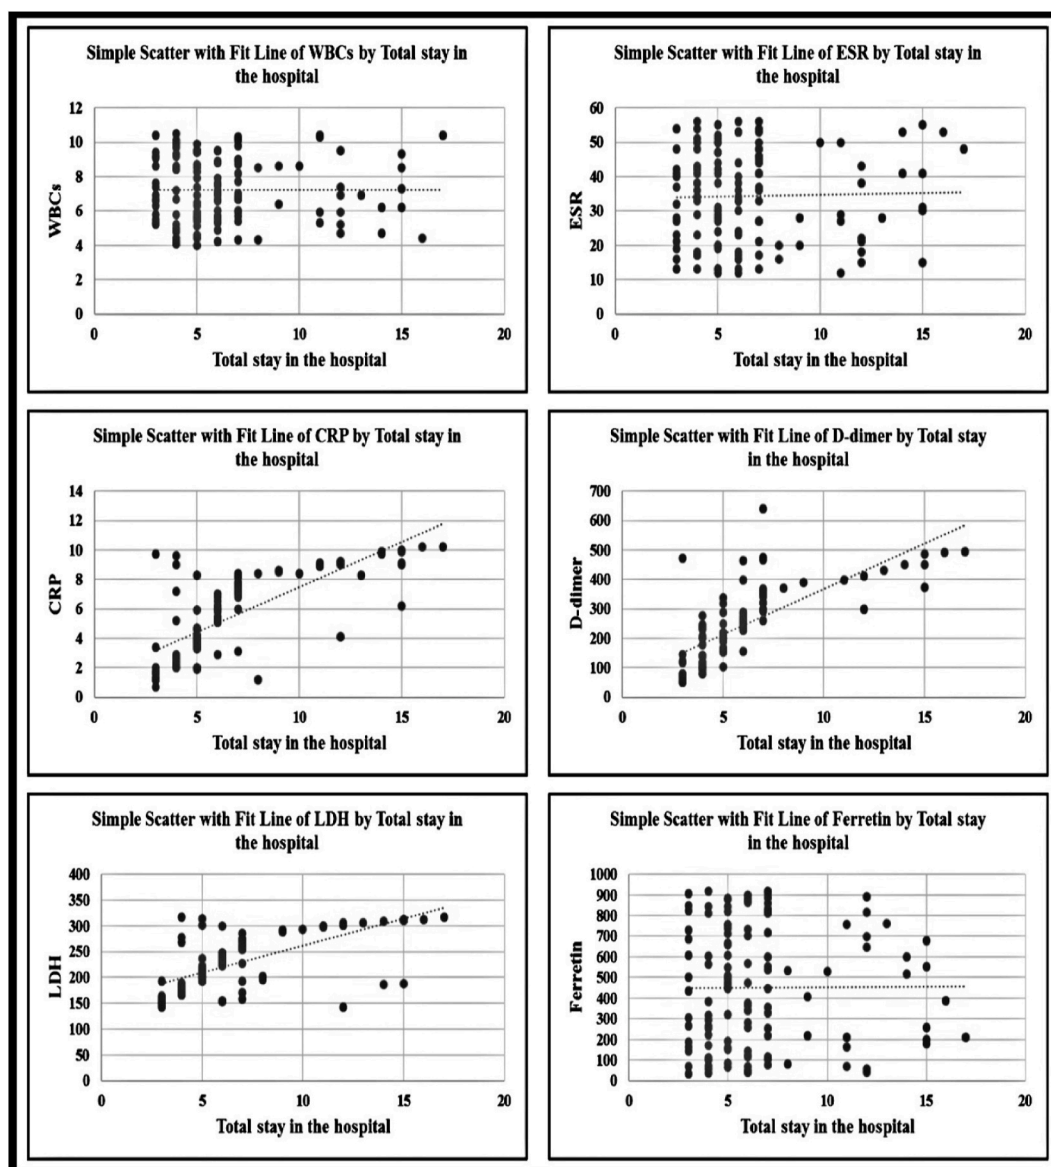 Simple Scatter with Fit Line of WBCs by Total stay in
the hospital
12
10
8
6
4
2
0
WBCs
0 5 10 15 20
Total stay in the hospital
Simple Scatter with Fit Line of ESR by Total stay in
the hospital
60
50
40
30
20
10
0
ESR
0 5 10 15 20
Total stay in the hospital
Simple Scatter with Fit Line of CRP by Total stay in
the hospital
14
12
10
8
6
4
2
0
CRP
0 5 10 15 20
Total stay in the hospital
Simple Scatter with Fit Line of D-dimer by Total stay
in the hospital
700
600
500
400
300
200
100
0
D-dimer
0 5 10 15 20
Total stay in the hospital
Simple Scatter with Fit Line of LDH by Total stay in
the hospital
400
350
300
250
200
150
100
50
0
LDH
0 5 10 15 20
Total stay in the hospital
Simple Scatter with Fit Line of Ferretin by Total stay
in the hospital
1000
900
800
700
600
500
400
300
200
100
0
Ferretin
0 5 10 15 20
Total stay in the hospital